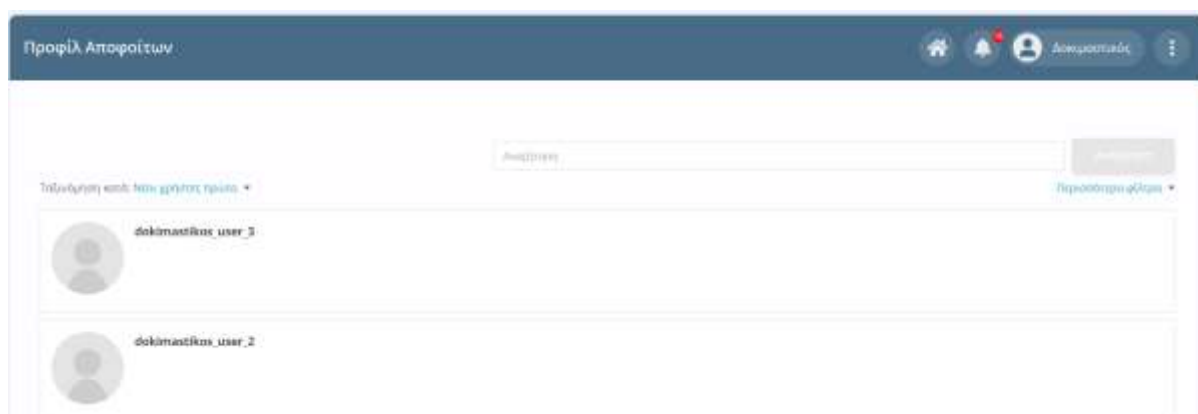 Προφίλ Αποφοίτων
Δοκιμαστικός
Αναζήτηση
Ταξινόμηση κατά: Νέοι χρήστες πρώτα
Περισσότερα φίλτρα
dokimastikos_user_3
dokimastikos_user_2